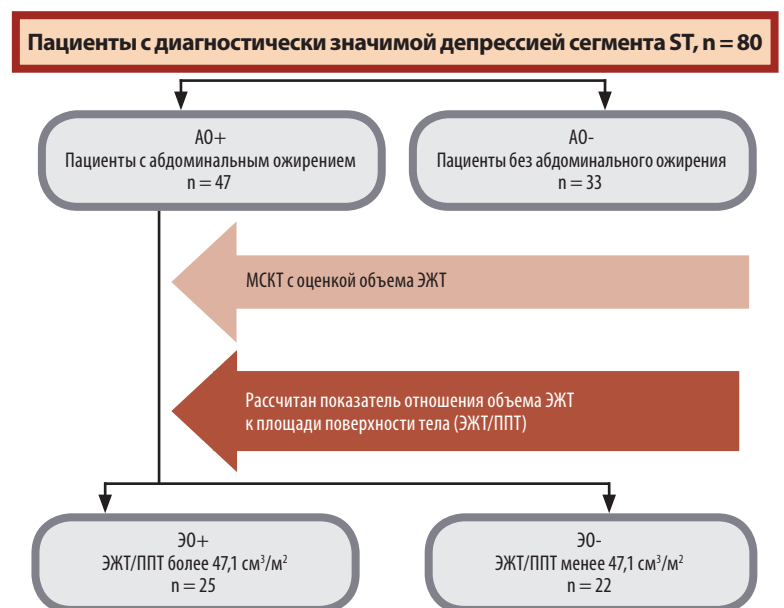 Пациенты с диагностически значимой депрессией сегмента ST, n = 80
АО+
Пациенты с абдоминальным ожирением
n = 47
АО-
Пациенты без абдоминального ожирения
n = 33
МСКТ с оценкой объема ЭЖТ
Рассчитан показатель отношения объема ЭЖТ
к площади поверхности тела (ЭЖТ/ППТ)
ЭО+
ЭЖТ/ППТ более 47,1 см³/м²
n = 25
ЭО-
ЭЖТ/ППТ менее 47,1 см³/м²
n = 22